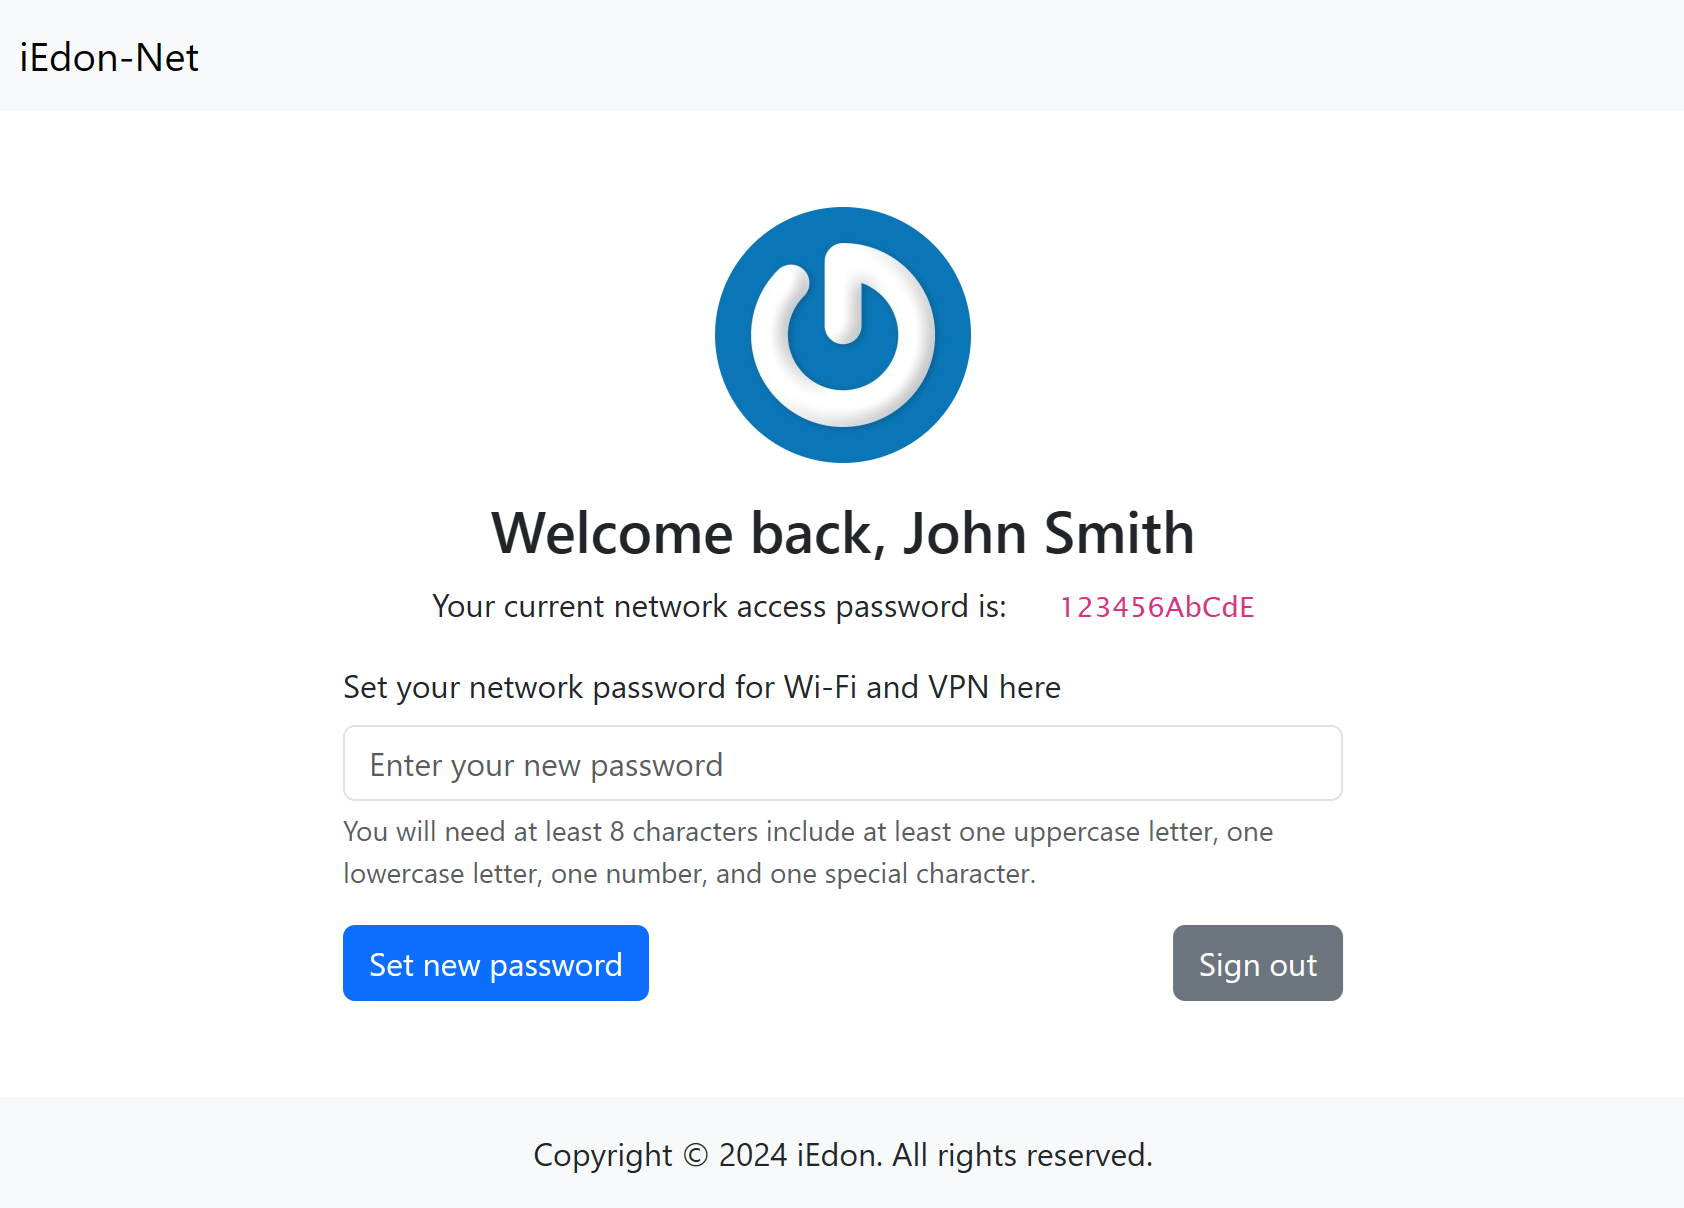 iEdon-Net
Welcome back, John Smith
Your current network access password is: 123456AbCdE
Set your network password for Wi-Fi and VPN here
Enter your new password
You will need at least 8 characters include at least one uppercase letter, one
lowercase letter, one number, and one special character.
Set new password
Sign out
Copyright © 2024 iEdon. All rights reserved.